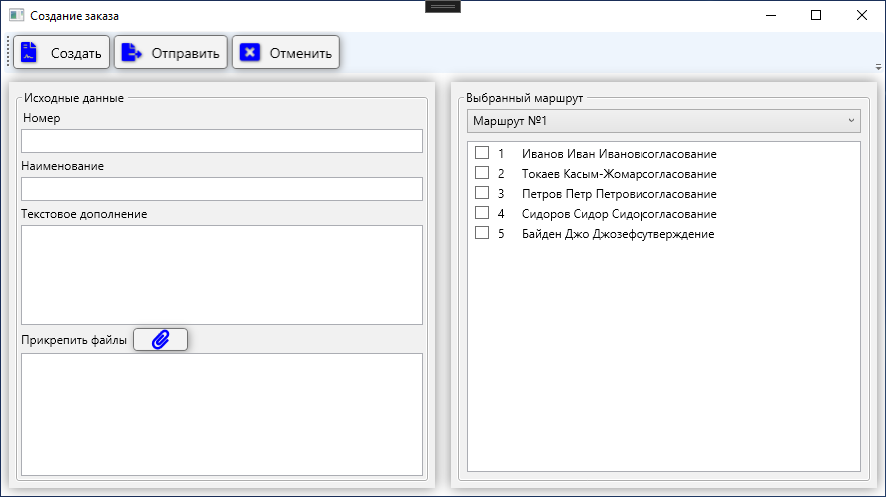 Создание заказа
Создать Отправить Отменить
Исходные данные
Номер
Наименование
Текстовое дополнение
Прикрепить файлы
Выбранный маршрут
Маршрут №1
1 Иванов Иван Ивановсогласование
2 Токаев Касым-Жомарсогласование
3 Петров Петр Петровисогласование
4 Сидоров Сидор Сидорсогласование
5 Байден Джо Джозефсутверждение